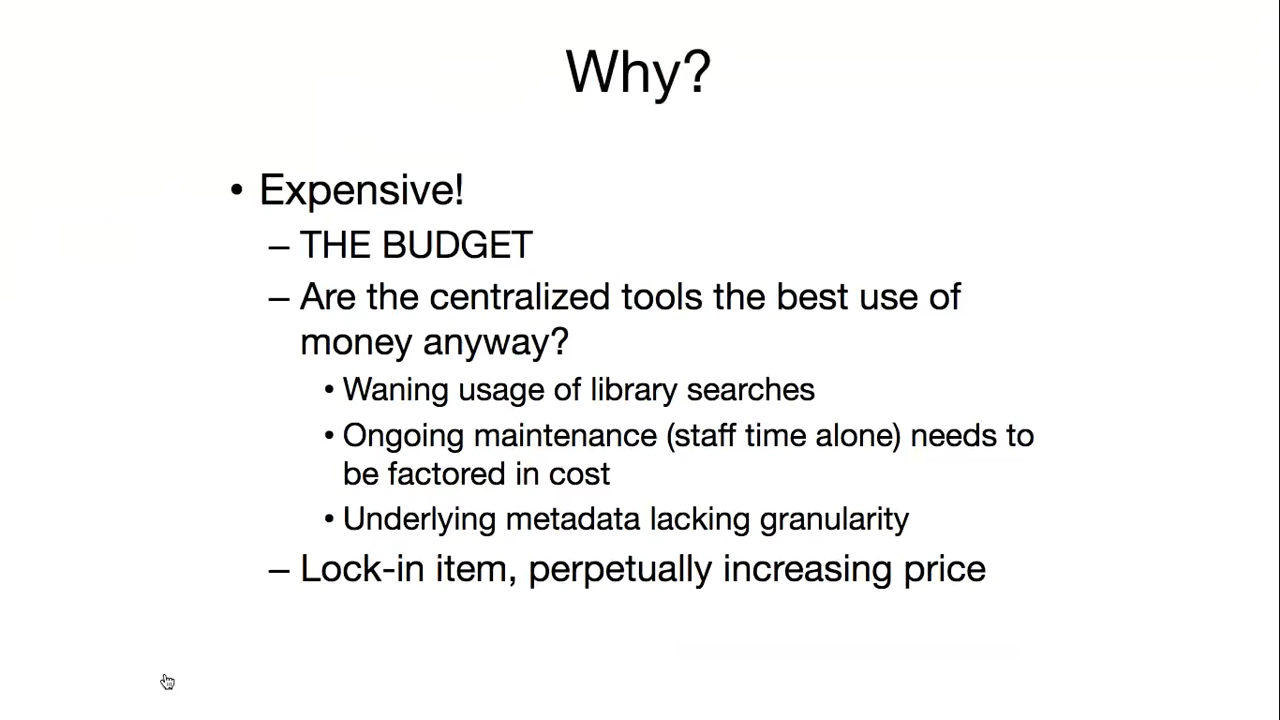 Why?
• Expensive!
– THE BUDGET
– Are the centralized tools the best use of
money anyway?
• Waning usage of library searches
• Ongoing maintenance (staff time alone) needs to
be factored in cost
• Underlying metadata lacking granularity
– Lock-in item, perpetually increasing price